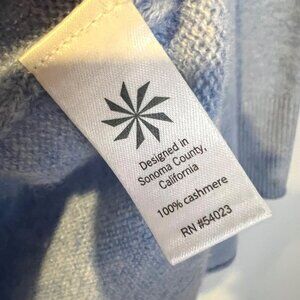 Designed in
Sonoma County,
California
100% cashmere
RN #54023